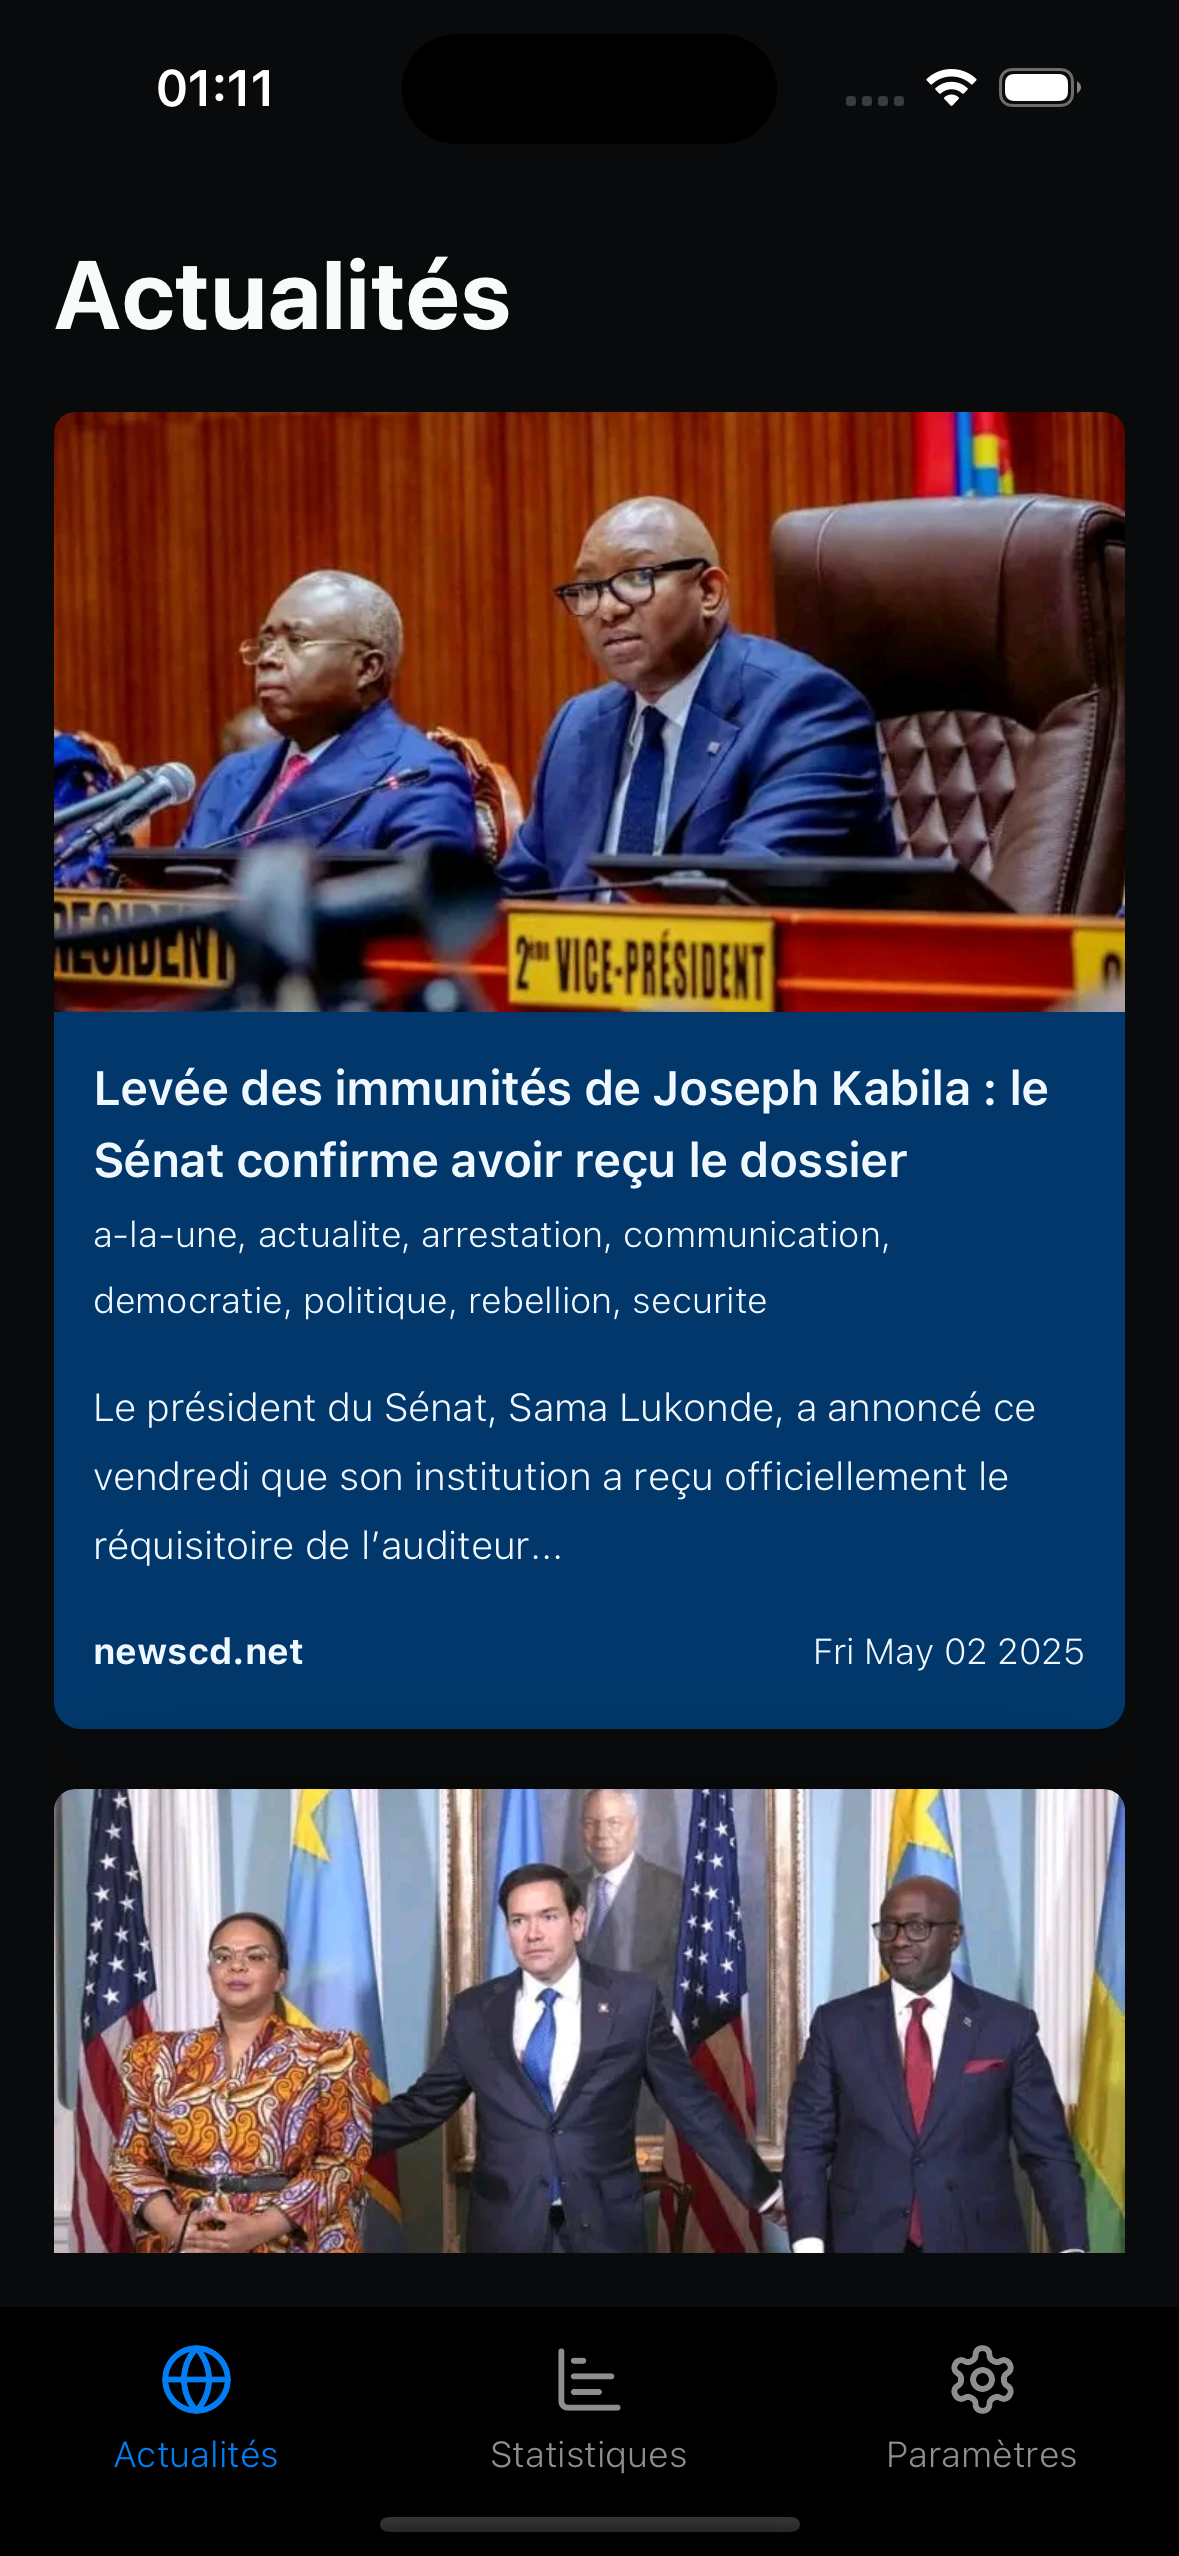 01:11
Actualités
RESIDENT
2ème VICE-PRÉSIDENT
Levée des immunités de Joseph Kabila : le
Sénat confirme avoir reçu le dossier
a-la-une, actualite, arrestation, communication,
democratie, politique, rebellion, securite
Le président du Sénat, Sama Lukonde, a annoncé ce
vendredi que son institution a reçu officiellement le
réquisitoire de l’auditeur...
newscd.net
Fri May 02 2025
Actualités
Statistiques
Paramètres